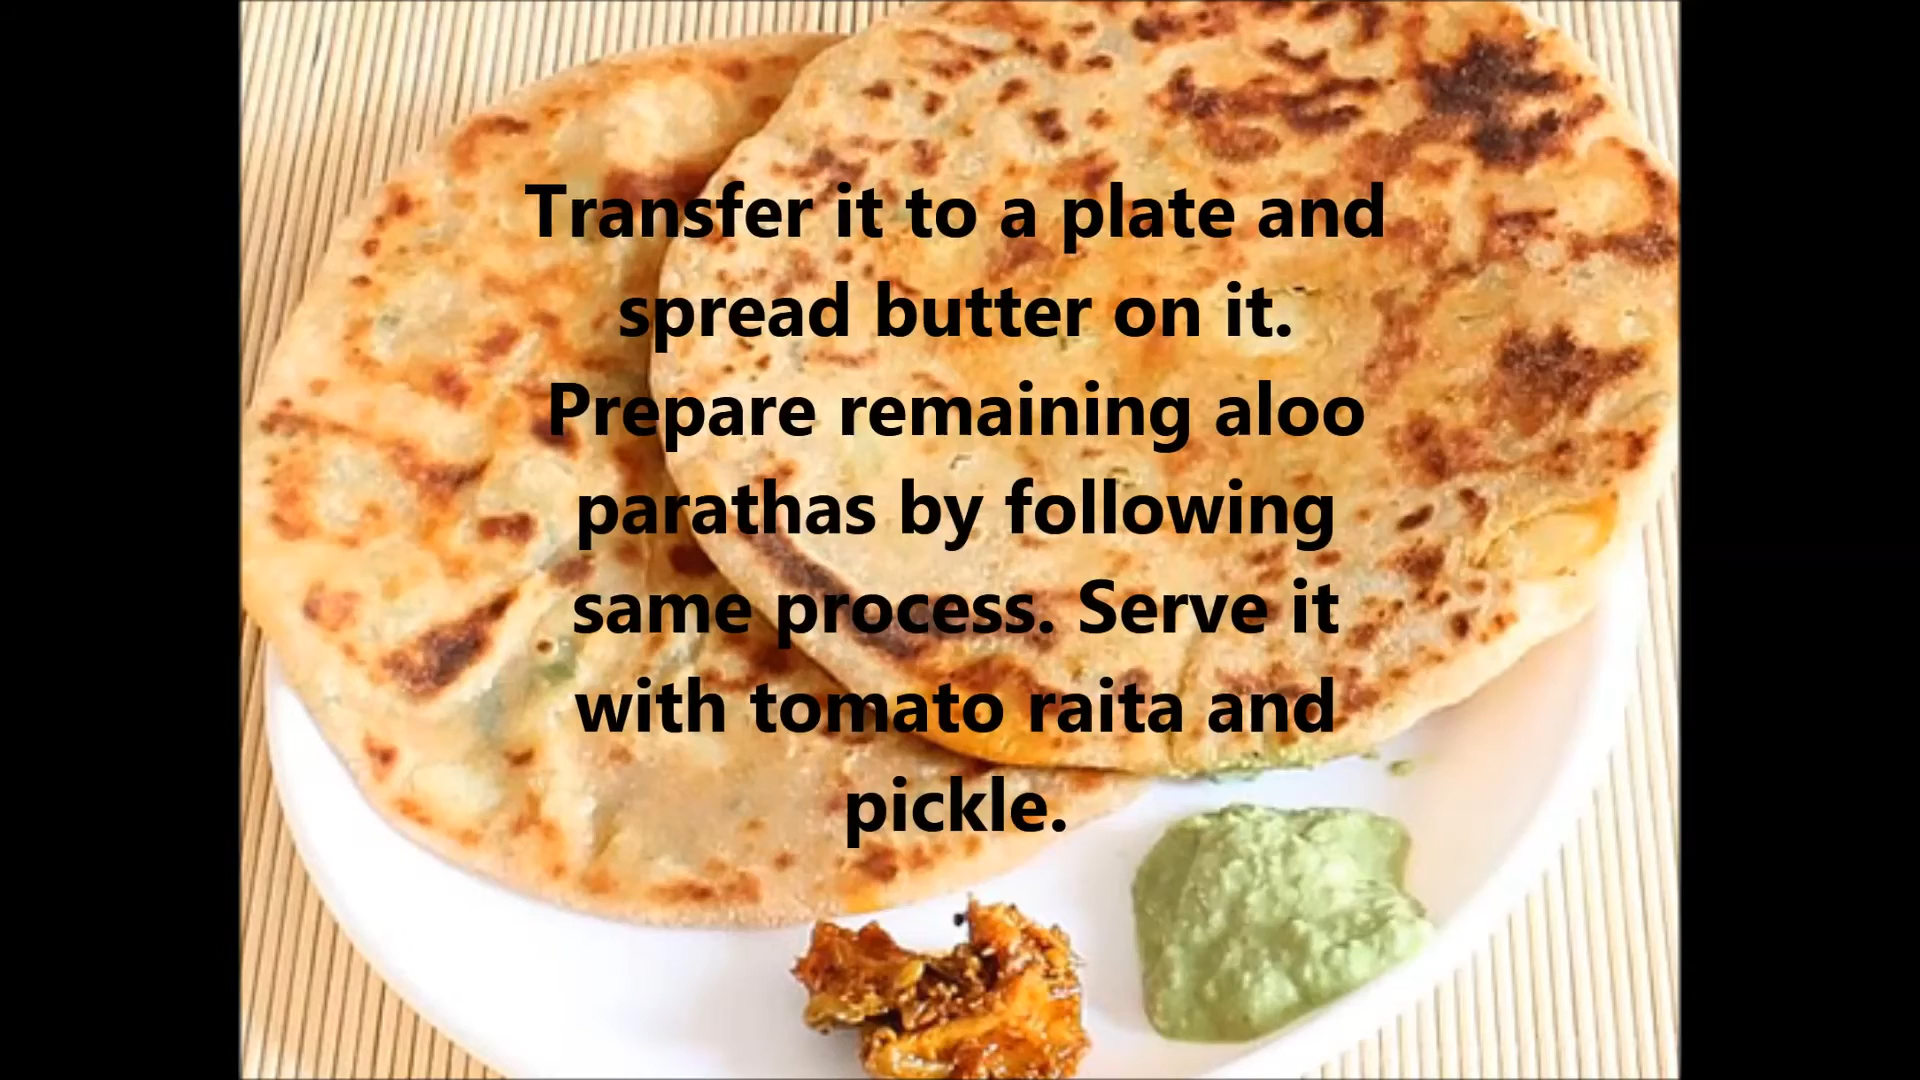 Transfer it to a plate and
spread butter on it.
Prepare remaining aloo
parathas by following
same process. Serve it
with tomato raita and
pickle.